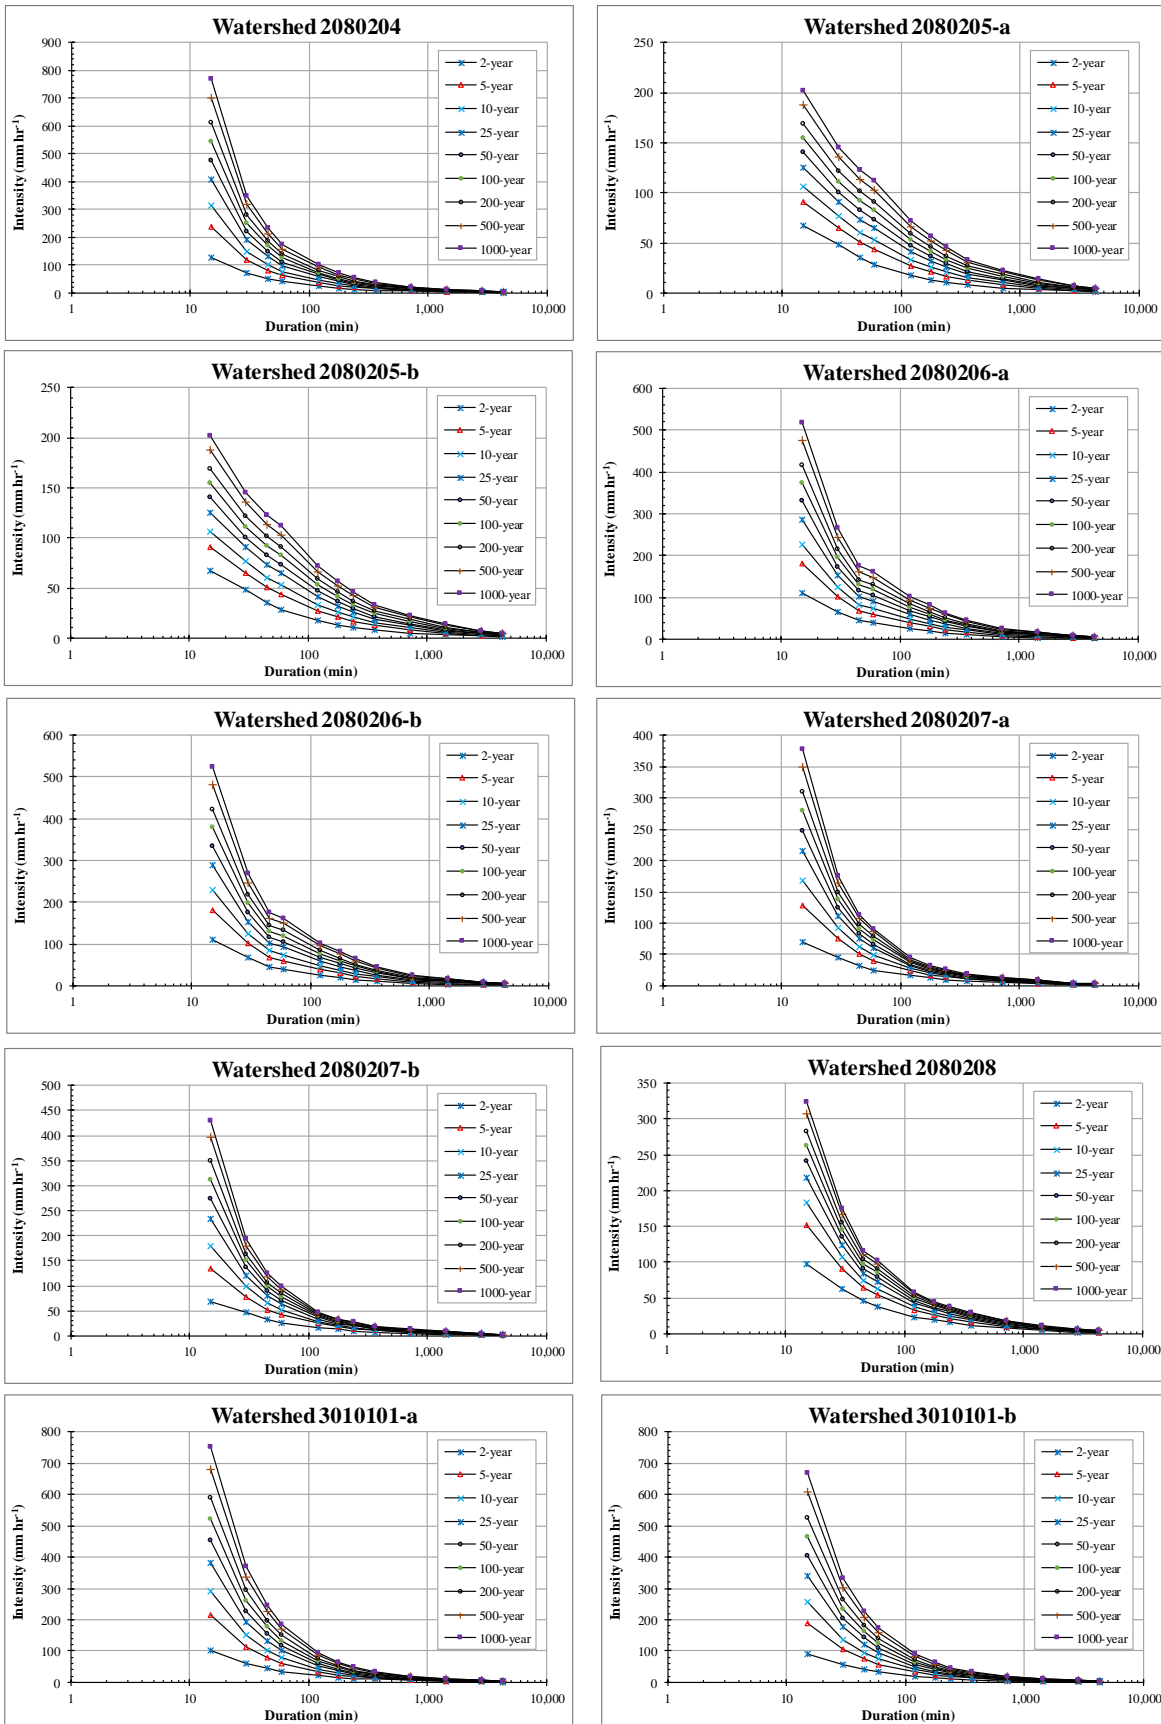 Watershed 2080204
900
800
700
600
500
400
300
200
100
0
1
10
100
1,000
10,000
Intensity (mm hr-1)
Duration (min)
2-year
5-year
10-year
25-year
50-year
100-year
200-year
500-year
1000-year
Watershed 2080205-a
250
200
150
100
50
0
1
10
100
1,000
10,000
Intensity (mm hr-1)
Duration (min)
2-year
5-year
10-year
25-year
50-year
100-year
200-year
500-year
1000-year
Watershed 2080205-b
250
200
150
100
50
0
1
10
100
1,000
10,000
Intensity (mm hr-1)
Duration (min)
2-year
5-year
10-year
25-year
50-year
100-year
200-year
500-year
1000-year
Watershed 2080206-a
600
500
400
300
200
100
0
1
10
100
1,000
10,000
Intensity (mm hr-1)
Duration (min)
2-year
5-year
10-year
25-year
50-year
100-year
200-year
500-year
1000-year
Watershed 2080206-b
600
500
400
300
200
100
0
1
10
100
1,000
10,000
Intensity (mm hr-1)
Duration (min)
2-year
5-year
10-year
25-year
50-year
100-year
200-year
500-year
1000-year
Watershed 2080207-a
400
350
300
250
200
150
100
50
0
1
10
100
1,000
10,000
Intensity (mm hr-1)
Duration (min)
2-year
5-year
10-year
25-year
50-year
100-year
200-year
500-year
1000-year
Watershed 2080207-b
500
450
400
350
300
250
200
150
100
50
0
1
10
100
1,000
10,000
Intensity (mm hr-1)
Duration (min)
2-year
5-year
10-year
25-year
50-year
100-year
200-year
500-year
1000-year
Watershed 2080208
350
300
250
200
150
100
50
0
1
10
100
1,000
10,000
Intensity (mm hr-1)
Duration (min)
2-year
5-year
10-year
25-year
50-year
100-year
200-year
500-year
1000-year
Watershed 3010101-a
800
700
600
500
400
300
200
100
0
1
10
100
1,000
10,000
Intensity (mm hr-1)
Duration (min)
2-year
5-year
10-year
25-year
50-year
100-year
200-year
500-year
1000-year
Watershed 3010101-b
800
700
600
500
400
300
200
100
0
1
10
100
1,000
10,000
Intensity (mm hr-1)
Duration (min)
2-year
5-year
10-year
25-year
50-year
100-year
200-year
500-year
1000-year